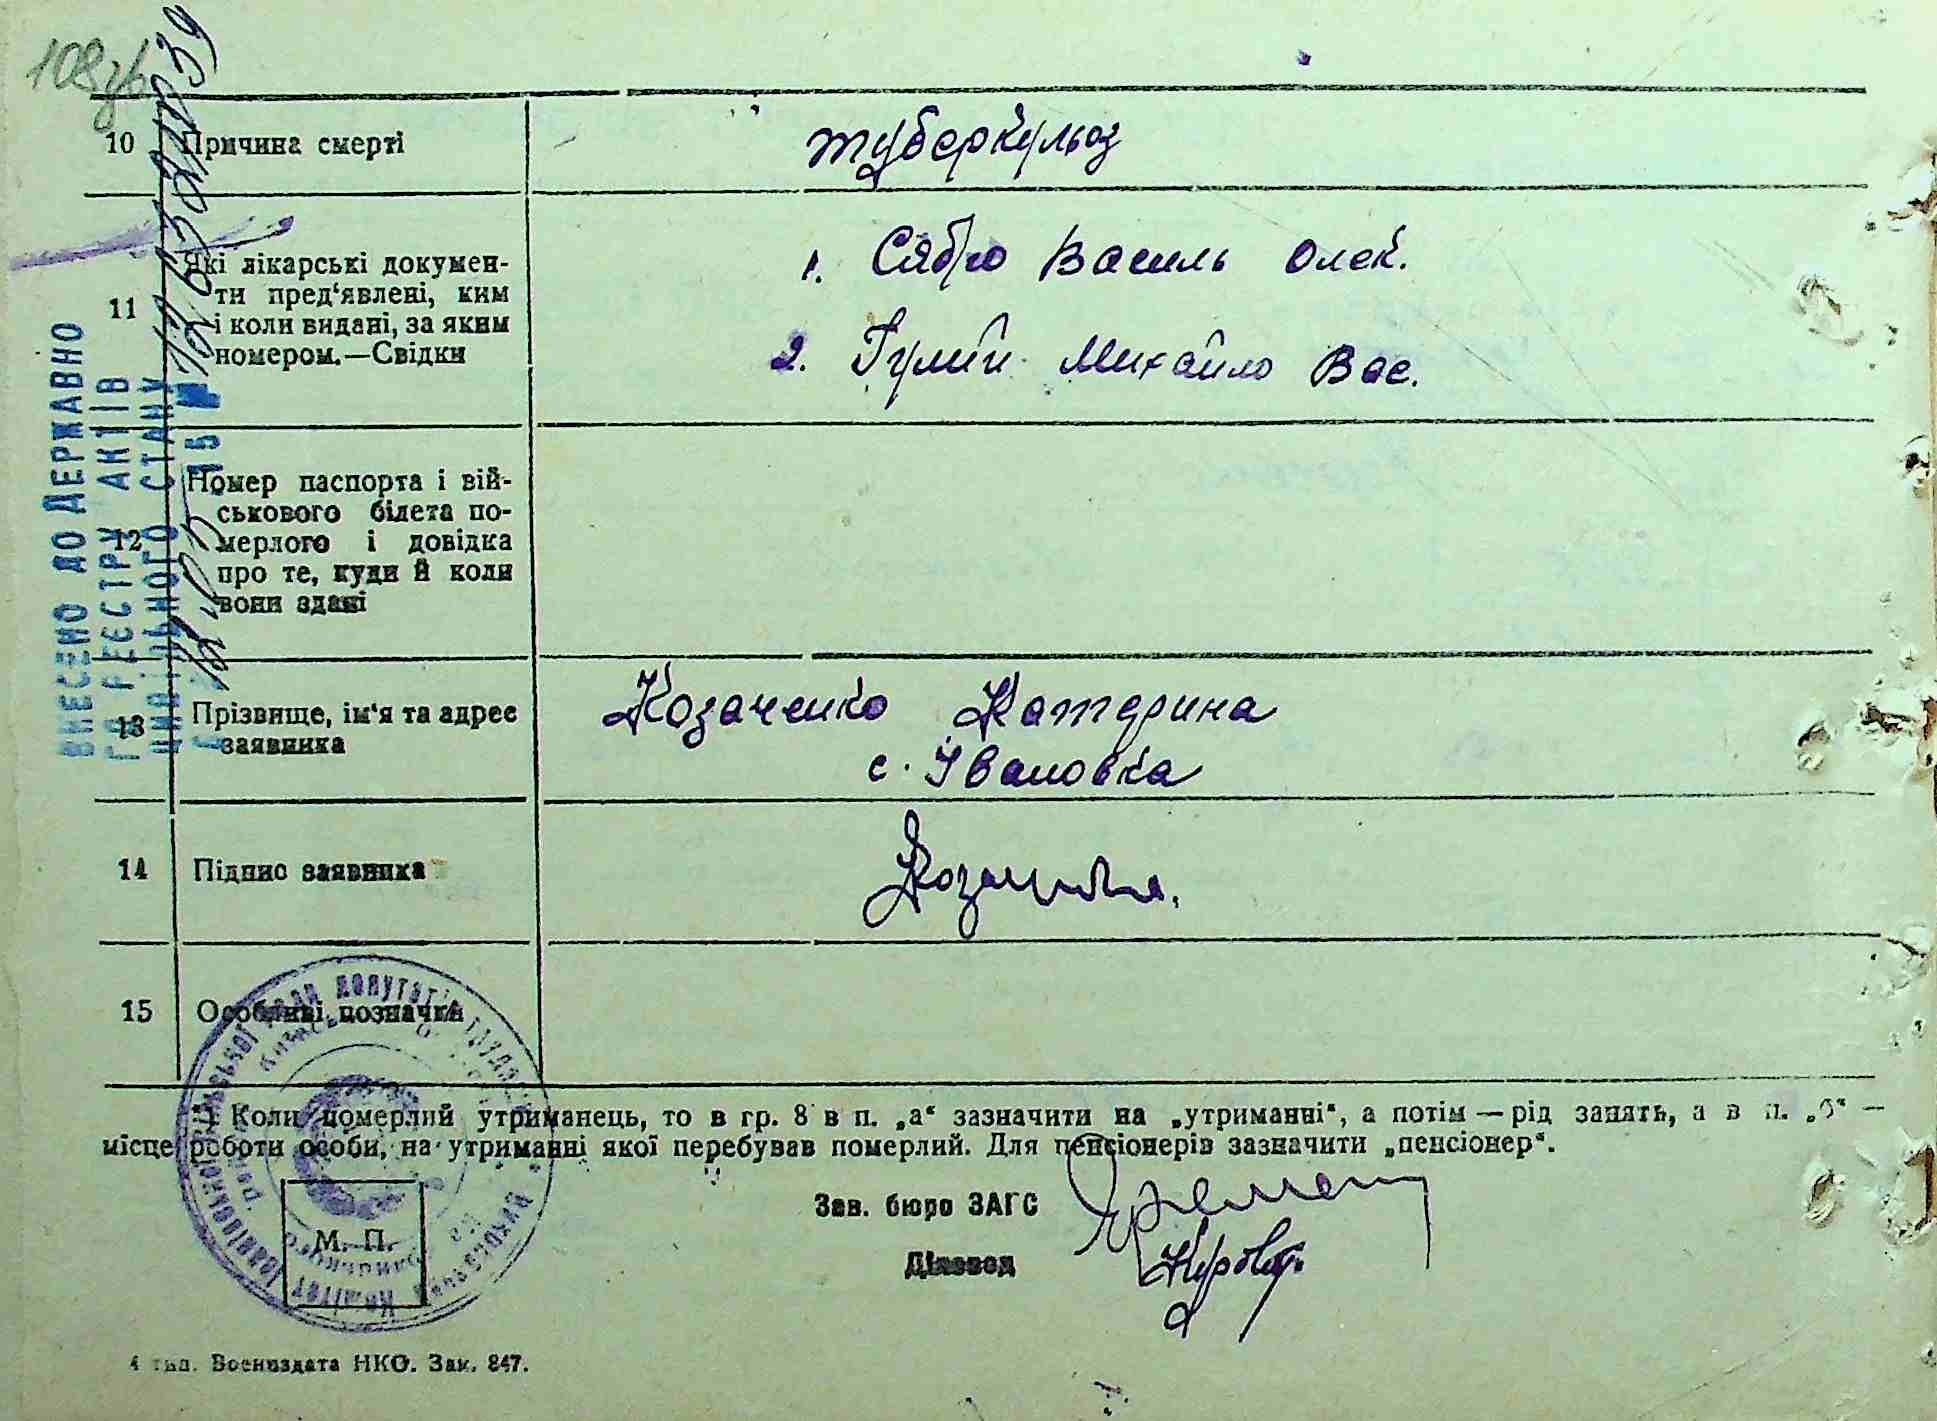 109зв
10 Причина смерті туберкульоз
11 Які лікарські докумен-
ти пред'явлені, ким
і коли видані, за яким
номером.—Свідки
1. Сябро Василь Олек.
2. Гулий Михайло Вас.
12 Номер паспорта і вій-
ськового білета по-
мерлого і довідка
про те, куди й коли
вони здані
13 Прізвище, ім'я та адрес
заявника
Козаченко Катерина
с. Івановка
14 Підпис заявника
15 Особливі позначки
*) Коли померлий утриманець, то в гр. 8 в п. „а“ зазначити на „утриманні“, а потім — рід занять, а в п. „б“ —
місце роботи особи, на утриманні якої перебував померлий. Для пенсіонерів зазначити „пенсіонер“.
Зав. бюро ЗАГС
Діловод
М. П.
4 тип. Воениздата НКО. Зак. 847.
ВНЕСЕНО ДО ДЕРЖАВНО
ГО РЕЄСТРУ АКТІВ
ЦИВІЛЬНОГО СТАНУ